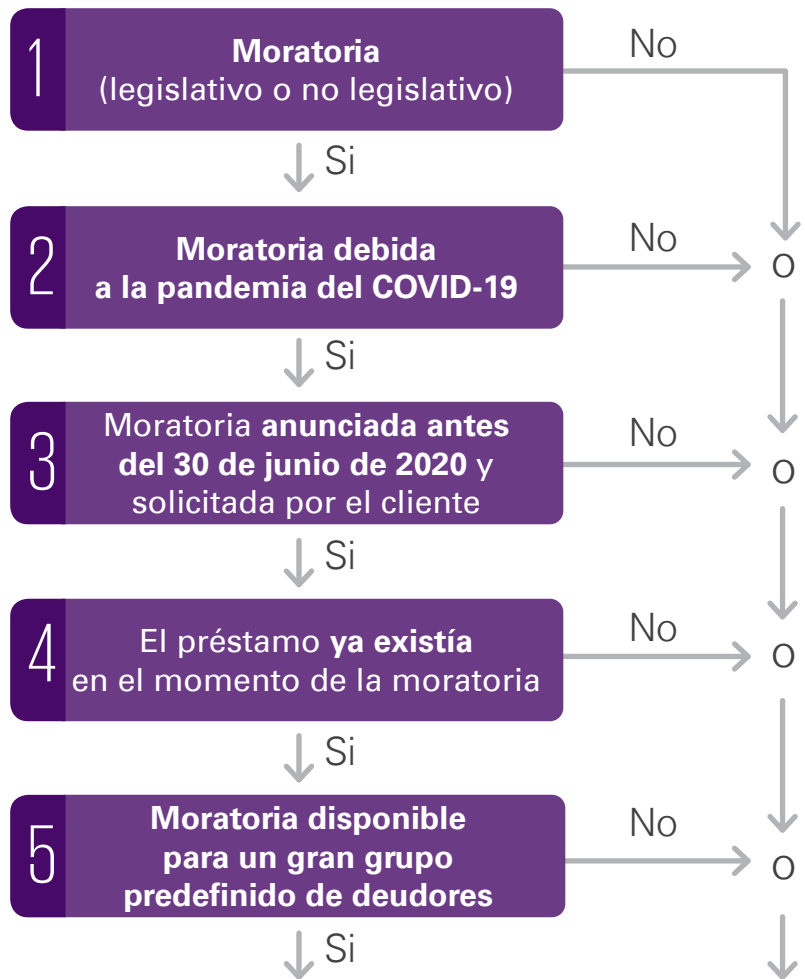 1
Moratoria
(legislativo o no legislativo)
No
Si
2
Moratoria debida
a la pandemia del COVID-19
No
O
Si
3
Moratoria anunciada antes
del 30 de junio de 2020 y
solicitada por el cliente
No
O
Si
4
El préstamo ya existía
en el momento de la moratoria
No
O
Si
5
Moratoria disponible
para un gran grupo
predefinido de deudores
No
O
Si